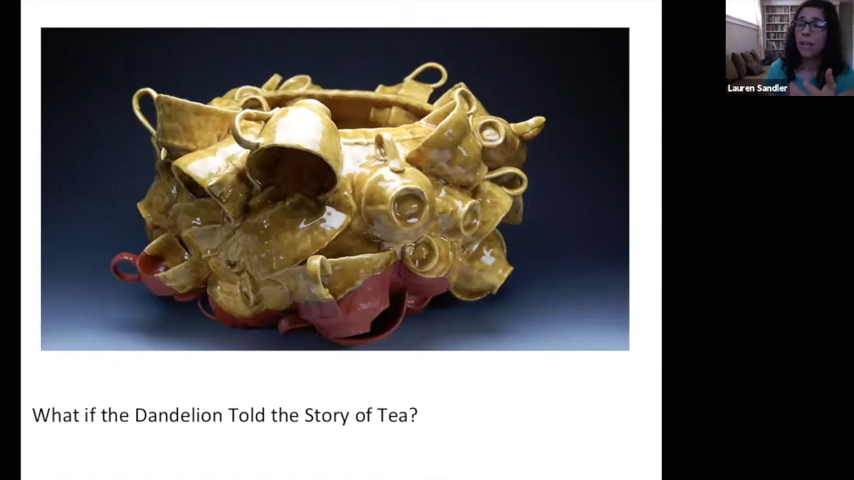 Lauren Sandler
What if the Dandelion Told the Story of Tea?